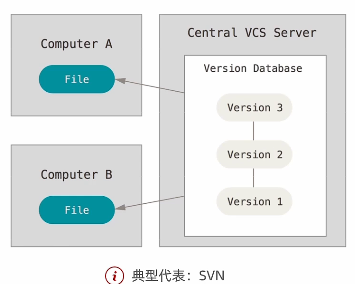 Computer A
File
Computer B
File
Central VCS Server
Version Database
Version 3
Version 2
Version 1
i 典型代表：SVN